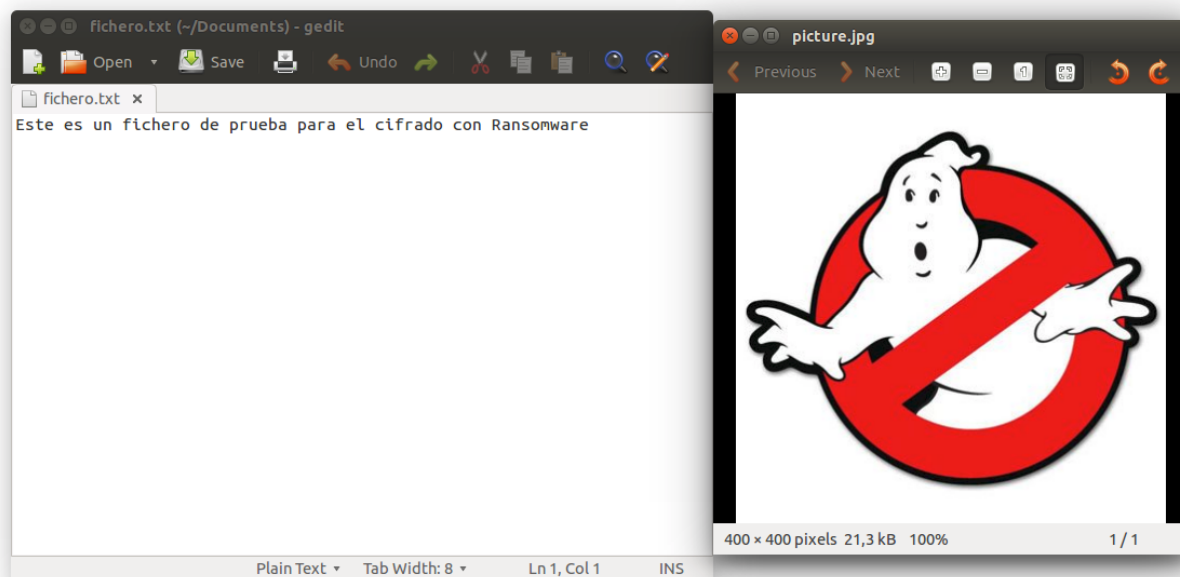 fichero.txt (~/Documents) - gedit
Open Save Undo
fichero.txt
Este es un fichero de prueba para el cifrado con Ransomware
Plain Text Tab Width: 8 Ln 1, Col 1 INS
picture.jpg
Previous Next 1
400 × 400 pixels 21,3 kB 100% 1 / 1